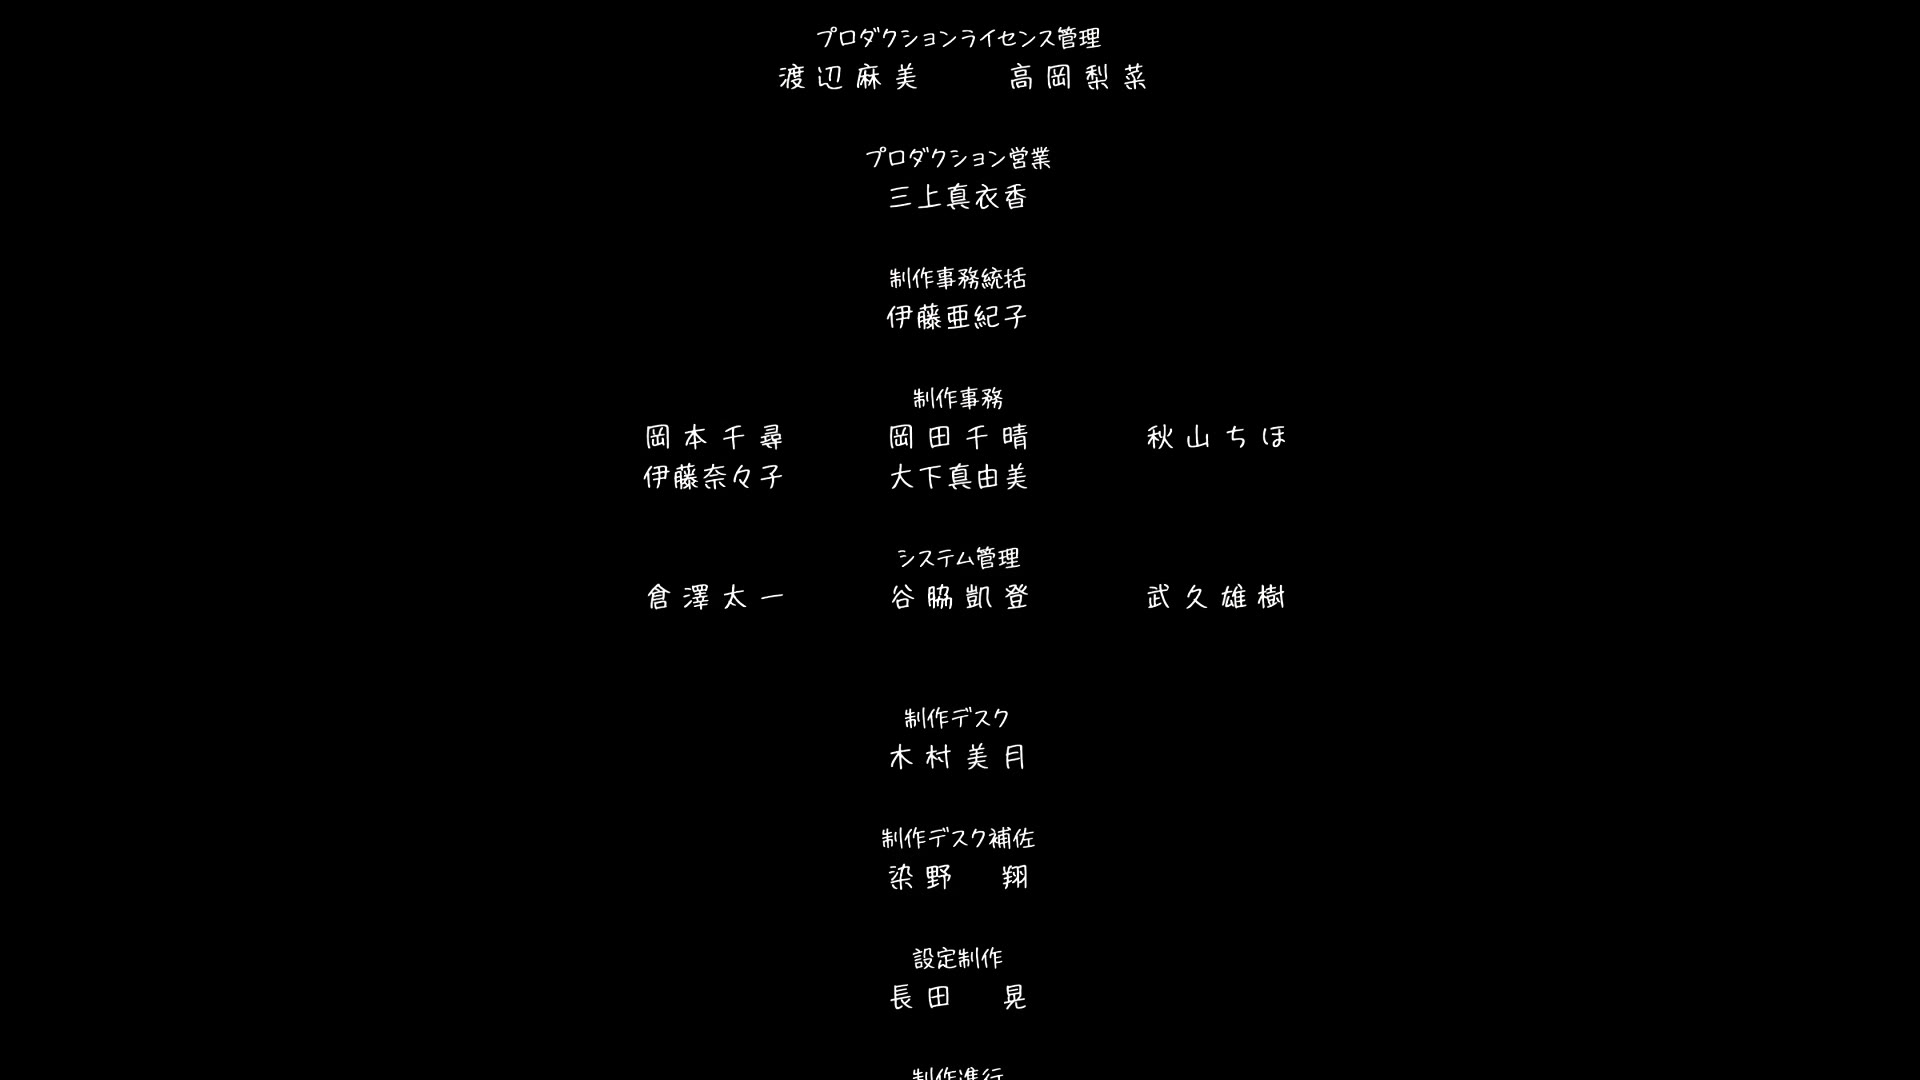 プロダクションライセンス管理
渡辺麻美 高岡梨菜
プロダクション営業
三上真衣香
制作事務統括
伊藤亜紀子
制作事務
岡本千尋 岡田千晴 秋山ちほ
伊藤奈々子 大下真由美
システム管理
倉澤太一 谷脇凱登 武久雄樹
制作デスク
木村美月
制作デスク補佐
染野 翔
設定制作
長田 晃
制作進行